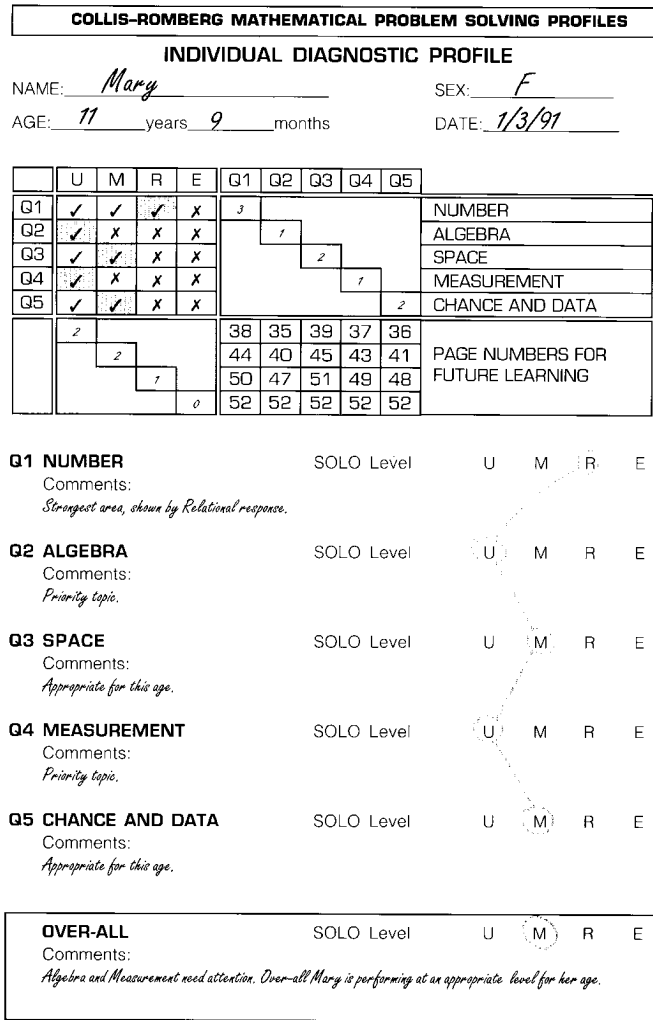 COLLIS–ROMBERG MATHEMATICAL PROBLEM SOLVING PROFILES
INDIVIDUAL DIAGNOSTIC PROFILE
NAME: Mary SEX: F
AGE: 11 years 9 months DATE: 1/3/91
U M R E Q1 Q2 Q3 Q4 Q5
Q1 ✓ ✓ ✓ ✗ 3 NUMBER
Q2 ✓ ✗ ✗ ✗ 1 ALGEBRA
Q3 ✓ ✓ ✗ ✗ 2 SPACE
Q4 ✓ ✗ ✗ ✗ 1 MEASUREMENT
Q5 ✓ ✓ ✗ ✗ 2 CHANCE AND DATA
2 38 35 39 37 36
2 44 40 45 43 41 PAGE NUMBERS FOR
1 50 47 51 49 48 FUTURE LEARNING
0 52 52 52 52 52
Q1 NUMBER SOLO Level U M R E
Comments:
Strongest area, shown by Relational response.
Q2 ALGEBRA SOLO Level U M R E
Comments:
Priority topic.
Q3 SPACE SOLO Level U M R E
Comments:
Appropriate for this age.
Q4 MEASUREMENT SOLO Level U M R E
Comments:
Priority topic.
Q5 CHANCE AND DATA SOLO Level U M R E
Comments:
Appropriate for this age.
OVER-ALL SOLO Level U M R E
Comments:
Algebra and Measurement need attention. Over-all Mary is performing at an appropriate level for her age.